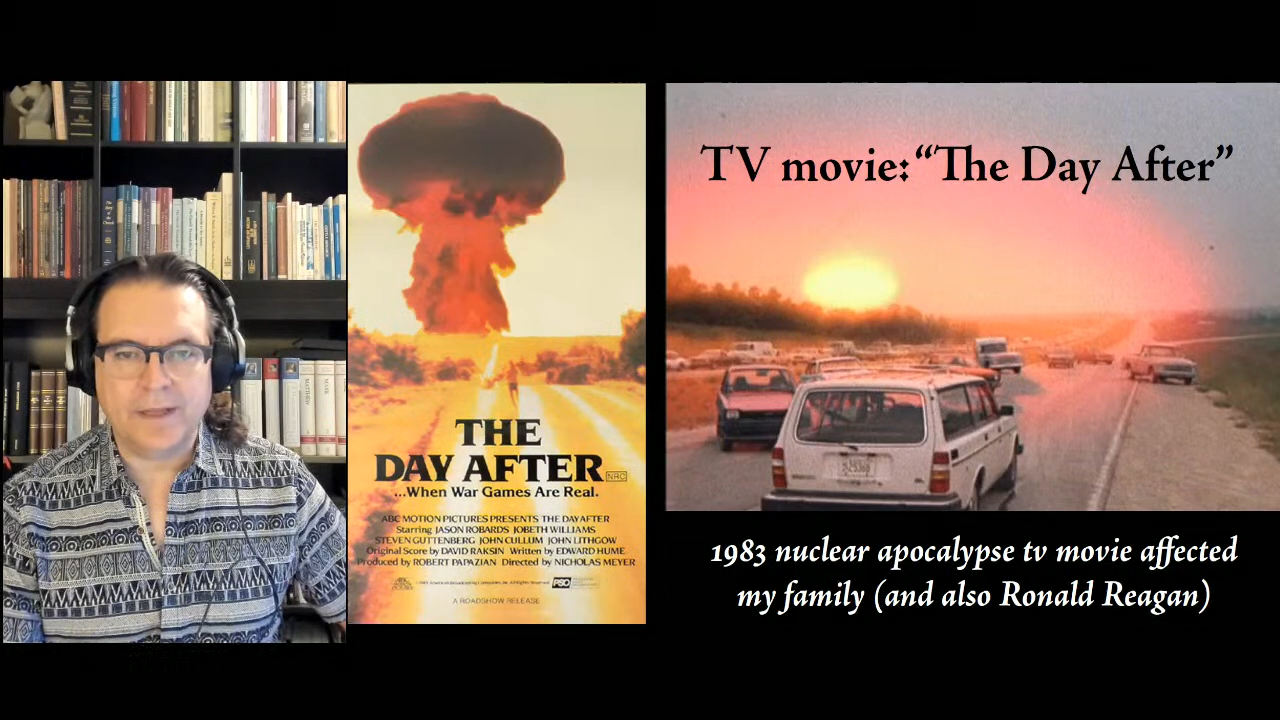 THE
DAY AFTER NRC
...When War Games Are Real.
ABC MOTION PICTURES PRESENTS THE DAY AFTER
Starring JASON ROBARDS JOBETH WILLIAMS
STEVEN GUTTENBERG JOHN CULLUM JOHN LITHGOW
Original Score by DAVID RAKSIN Written by EDWARD HUME
Produced by ROBERT PAPAZIAN Directed by NICHOLAS MEYER
A ROADSHOW RELEASE
TV movie: “The Day After”
1983 nuclear apocalypse tv movie affected
my family (and also Ronald Reagan)